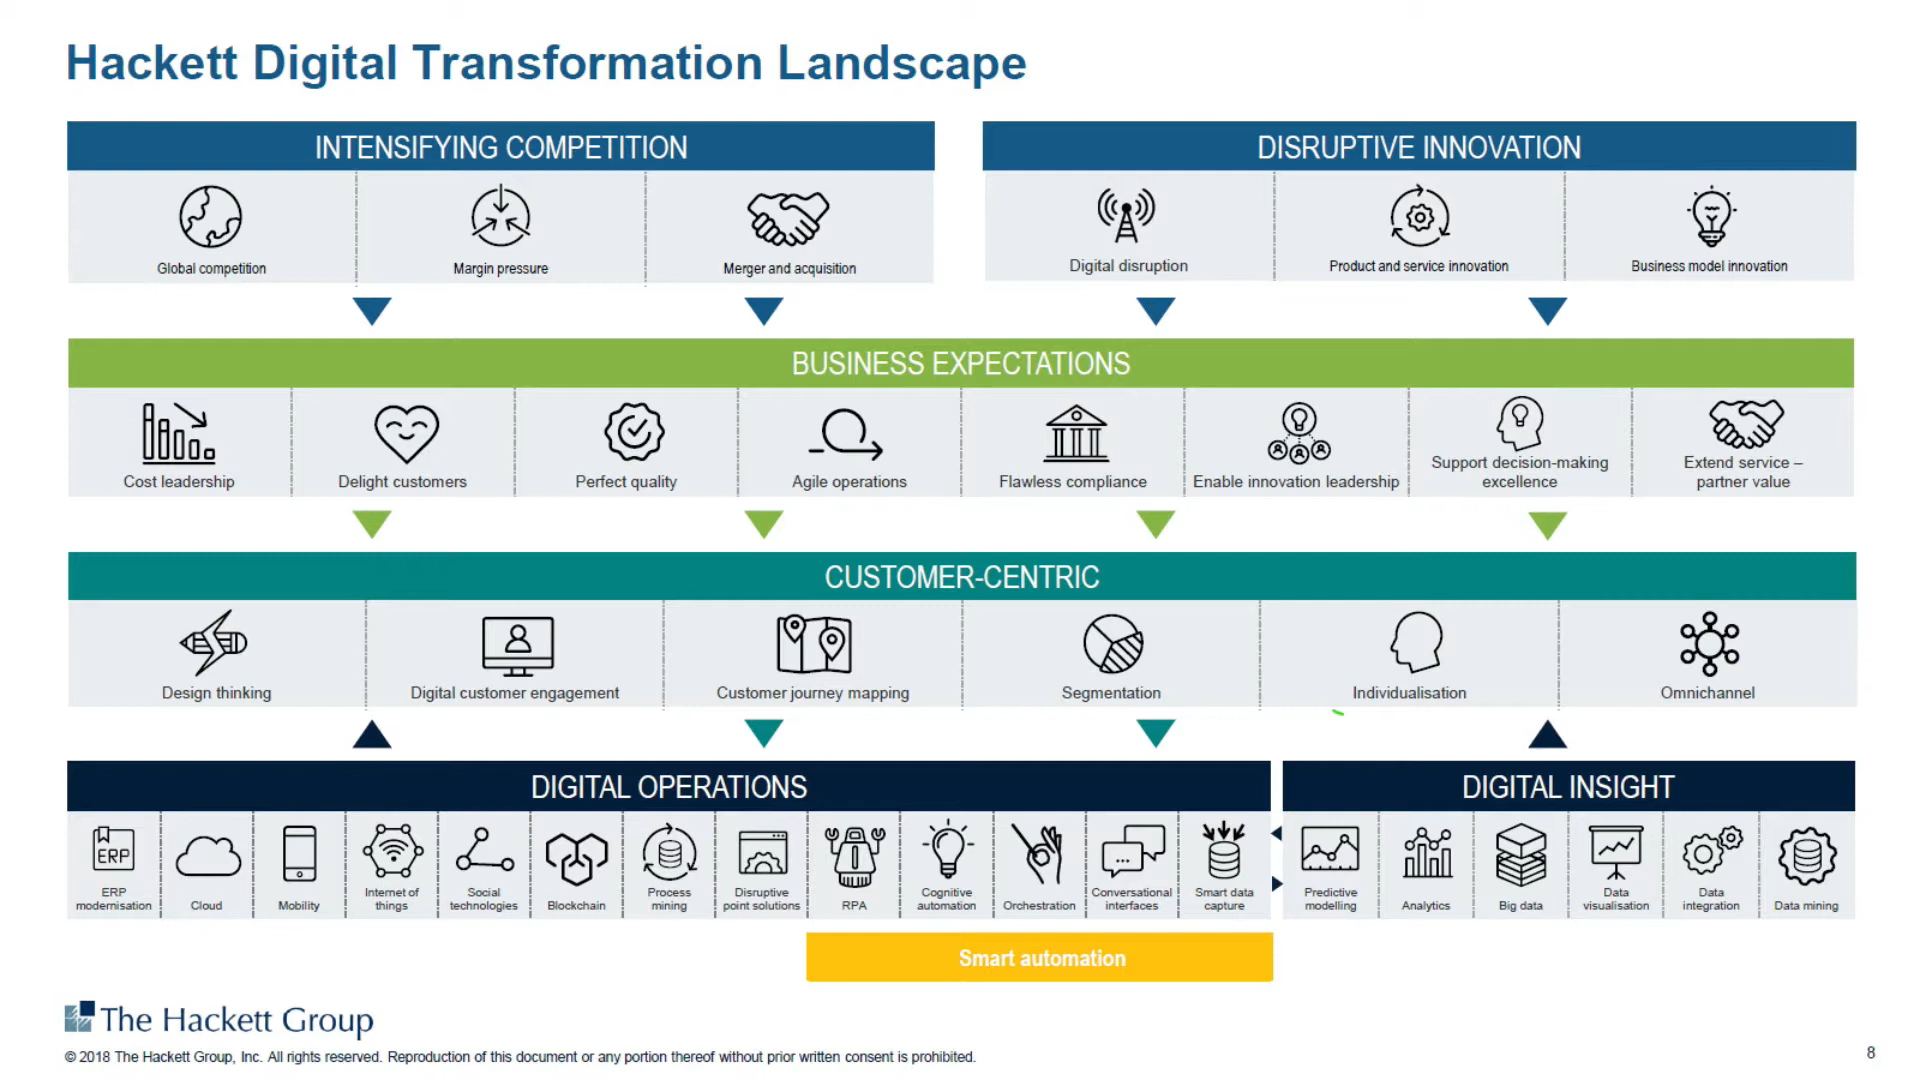 Hackett Digital Transformation Landscape
INTENSIFYING COMPETITION
Global competition
Margin pressure
Merger and acquisition
DISRUPTIVE INNOVATION
Digital disruption
Product and service innovation
Business model innovation
BUSINESS EXPECTATIONS
Cost leadership
Delight customers
Perfect quality
Agile operations
Flawless compliance
Enable innovation leadership
Support decision-making
excellence
Extend service –
partner value
CUSTOMER-CENTRIC
Design thinking
Digital customer engagement
Customer journey mapping
Segmentation
Individualisation
Omnichannel
DIGITAL OPERATIONS
ERP
ERP
modernisation
Cloud
Mobility
Internet of
things
Social
technologies
Blockchain
Process
mining
Disruptive
point solutions
RPA
Cognitive
automation
Orchestration
Conversational
interfaces
Smart data
capture
DIGITAL INSIGHT
Predictive
modelling
Analytics
Big data
Data
visualisation
Data
integration
Data mining
Smart automation
The Hackett Group
© 2018 The Hackett Group, Inc. All rights reserved. Reproduction of this document or any portion thereof without prior written consent is prohibited.
8